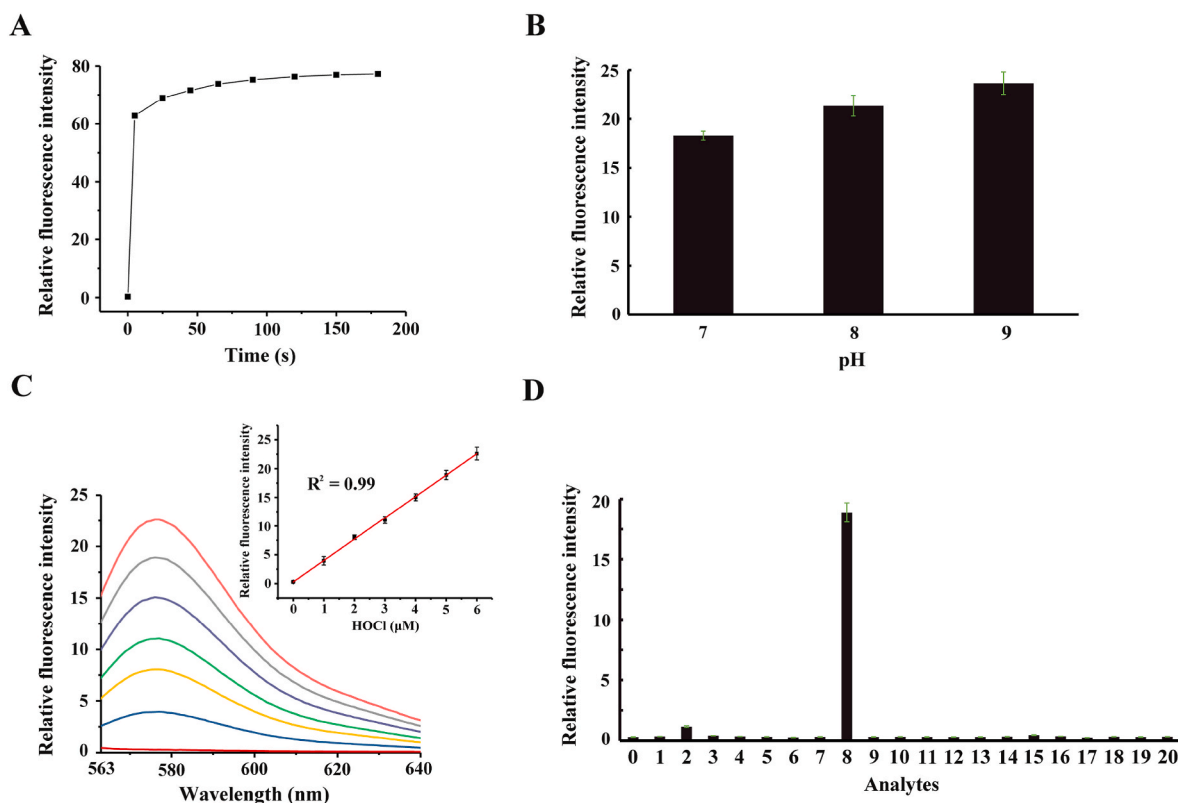 A
Relative fluorescence intensity
80
60
40
20
0
0 50 100 150 200
Time (s)
B
Relative fluorescence intensity
25
20
15
10
5
0
7 8 9
pH
C
Relative fluorescence intensity
25
20
15
10
5
0
563 580 600 620 640
Wavelength (nm)
Relative fluorescence intensity
25
20
15
10
5
0
R² = 0.99
0 1 2 3 4 5 6
HOCl (μM)
D
Relative fluorescence intensity
20
15
10
5
0
0 1 2 3 4 5 6 7 8 9 10 11 12 13 14 15 16 17 18 19 20
Analytes